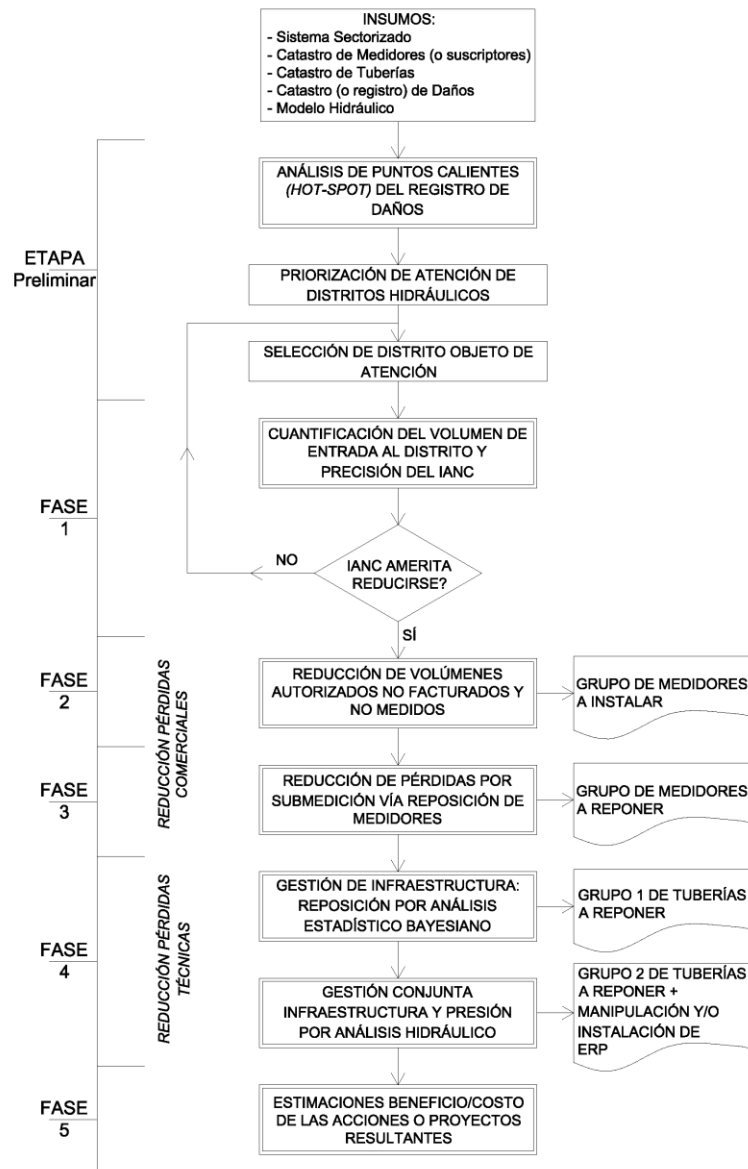 INSUMOS:
- Sistema Sectorizado
- Catastro de Medidores (o suscriptores)
- Catastro de Tuberías
- Catastro (o registro) de Daños
- Modelo Hidráulico
ETAPA
Preliminar
ANÁLISIS DE PUNTOS CALIENTES
(HOT-SPOT) DEL REGISTRO DE
DAÑOS
PRIORIZACIÓN DE ATENCIÓN DE
DISTRITOS HIDRÁULICOS
SELECCIÓN DE DISTRITO OBJETO DE
ATENCIÓN
FASE
1
CUANTIFICACIÓN DEL VOLUMEN DE
ENTRADA AL DISTRITO Y
PRECISIÓN DEL IANC
IANC AMERITA
REDUCIRSE?
NO
SÍ
REDUCCIÓN PÉRDIDAS
COMERCIALES
FASE
2
REDUCCIÓN DE VOLÚMENES
AUTORIZADOS NO FACTURADOS Y
NO MEDIDOS
GRUPO DE MEDIDORES
A INSTALAR
FASE
3
REDUCCIÓN DE PÉRDIDAS POR
SUBMEDICIÓN VÍA REPOSICIÓN DE
MEDIDORES
GRUPO DE MEDIDORES
A REPONER
REDUCCIÓN PÉRDIDAS
TÉCNICAS
FASE
4
GESTIÓN DE INFRAESTRUCTURA:
REPOSICIÓN POR ANÁLISIS
ESTADÍSTICO BAYESIANO
GRUPO 1 DE TUBERÍAS
A REPONER
GESTIÓN CONJUNTA
INFRAESTRUCTURA Y PRESIÓN
POR ANÁLISIS HIDRÁULICO
GRUPO 2 DE TUBERÍAS
A REPONER +
MANIPULACIÓN Y/O
INSTALACIÓN DE
ERP
FASE
5
ESTIMACIONES BENEFICIO/COSTO
DE LAS ACCIONES O PROYECTOS
RESULTANTES